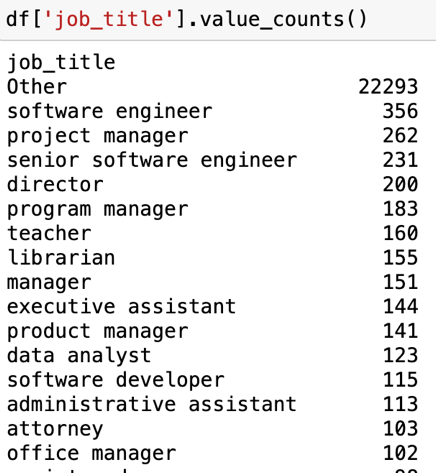 df['job_title'].value_counts()
job_title
Other 22293
software engineer 356
project manager 262
senior software engineer 231
director 200
program manager 183
teacher 160
librarian 155
manager 151
executive assistant 144
product manager 141
data analyst 123
software developer 115
administrative assistant 113
attorney 103
office manager 102